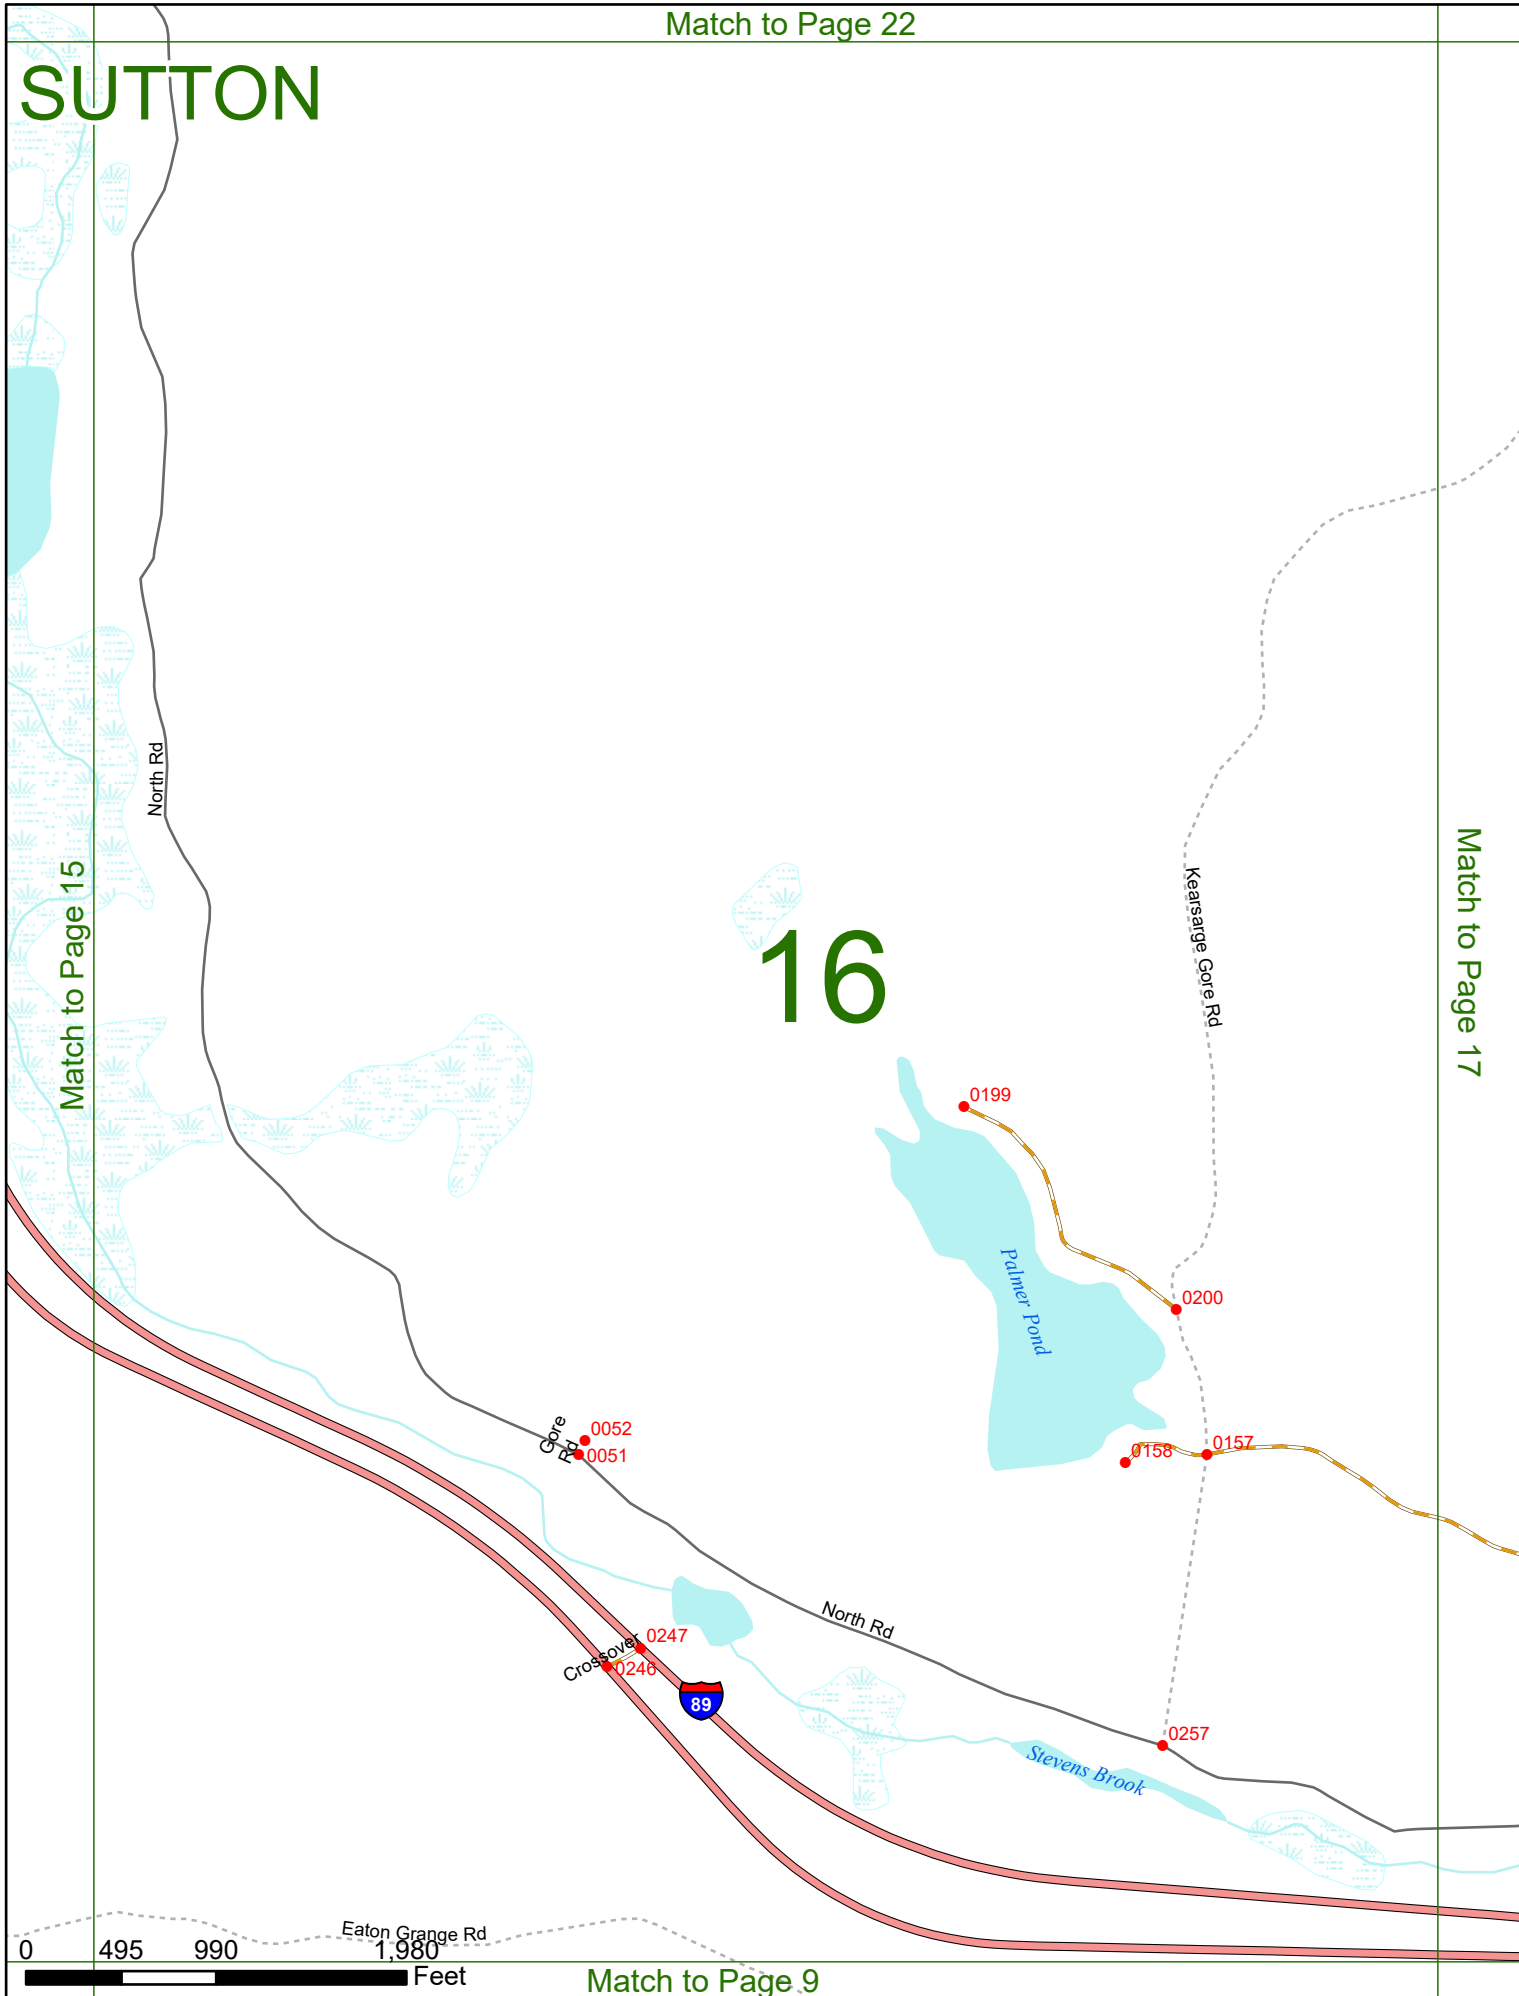 Match to Page 22
SUTTON
North Rd
Match to Page 15
Match to Page 17
Kearsarge Gore Rd
16
0199
0200
Palmer Pond
Gore
Rd
0052
0051
0158
0157
North Rd
Crossover
0247
0246
89
0257
Stevens Brook
Eaton Grange Rd
0 495 990 1,980
Feet
Match to Page 9